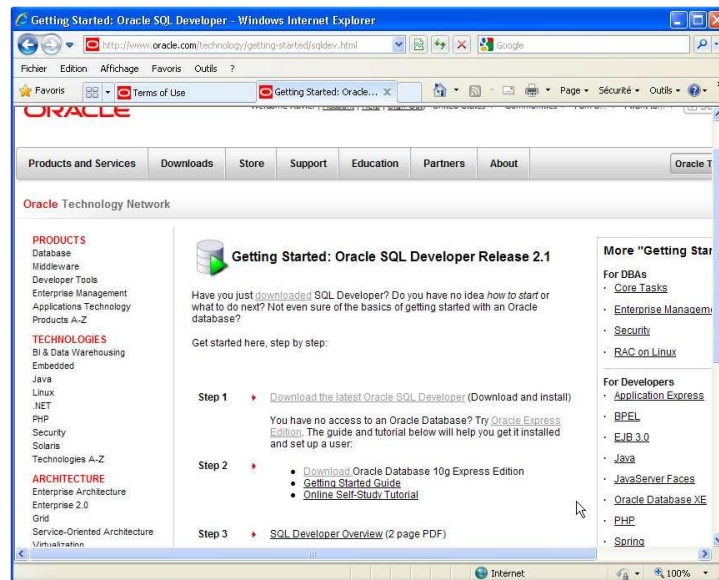 Getting Started: Oracle SQL Developer - Windows Internet Explorer
http://www.oracle.com/technology/getting-started/sqldev.html
Google
Fichier Edition Affichage Favoris Outils ?
Favoris
Terms of Use
Getting Started: Oracle... X
Page
Sécurité
Outils
ORACLE
Products and Services
Downloads
Store
Support
Education
Partners
About
Oracle T
Oracle Technology Network
PRODUCTS
Database
Middleware
Developer Tools
Enterprise Management
Applications Technology
Products A-Z
TECHNOLOGIES
BI & Data Warehousing
Embedded
Java
Linux
.NET
PHP
Security
Solaris
Technologies A-Z
ARCHITECTURE
Enterprise Architecture
Enterprise 2.0
Grid
Service-Oriented Architecture
Virtualization
Getting Started: Oracle SQL Developer Release 2.1
Have you just downloaded SQL Developer? Do you have no idea how to start or
what to do next? Not even sure of the basics of getting started with an Oracle
database?
Get started here, step by step:
Step 1 Download the latest Oracle SQL Developer (Download and install)
You have no access to an Oracle Database? Try Oracle Express
Edition. The guide and tutorial below will help you get it installed
and set up a user:
Step 2
• Download Oracle Database 10g Express Edition
• Getting Started Guide
• Online Self-Study Tutorial
Step 3 SQL Developer Overview (2 page PDF)
More "Getting Star
For DBAs
· Core Tasks
· Enterprise Manageme
· Security
· RAC on Linux
For Developers
· Application Express
· BPEL
· EJB 3.0
· Java
· JavaServer Faces
· Oracle Database XE
· PHP
· Spring
Internet
100%